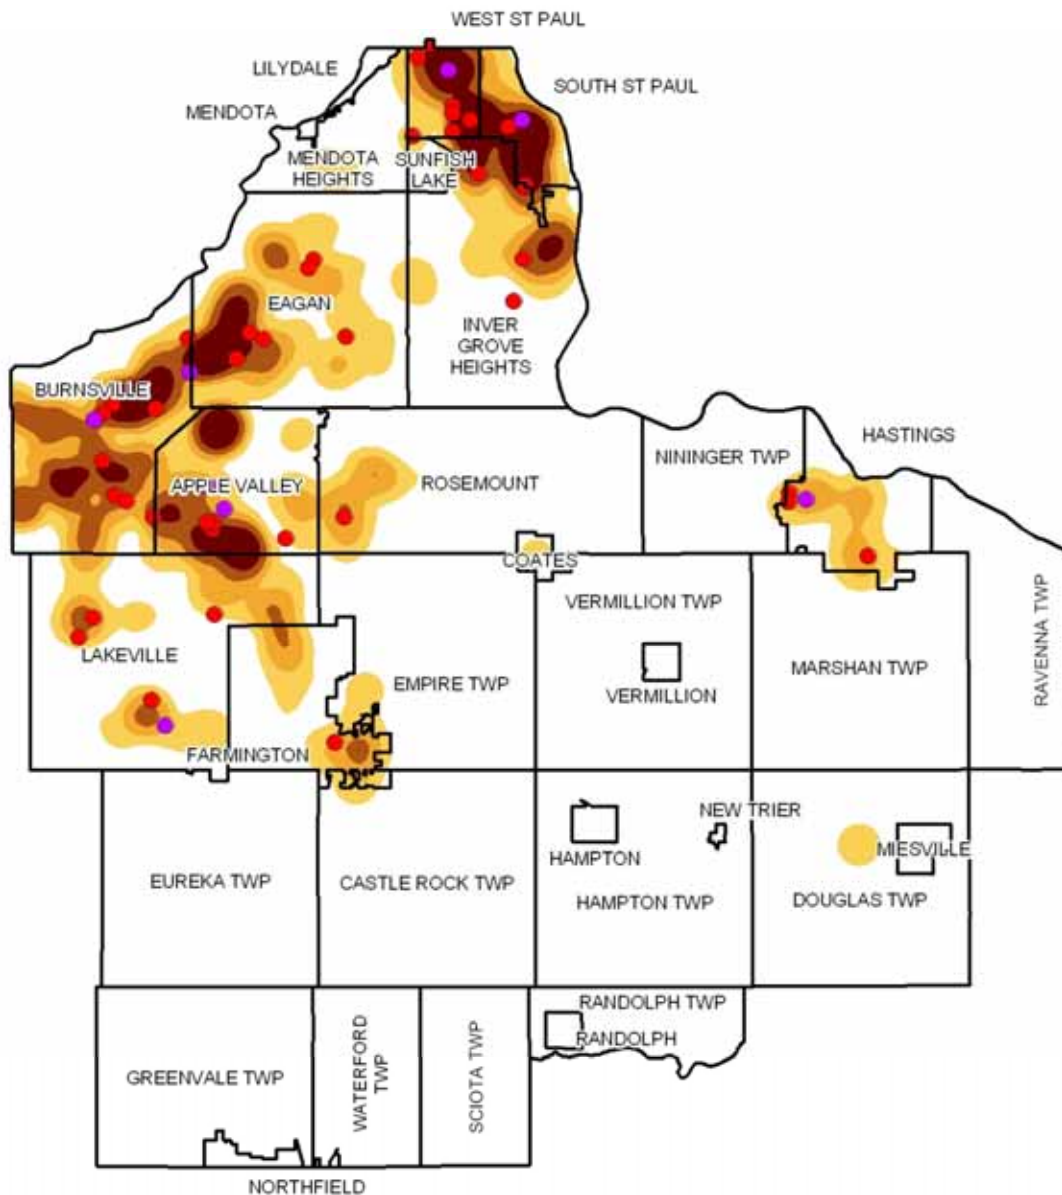 WEST ST PAUL
LILYDALE
SOUTH ST PAUL
MENDOTA
MENDOTA
HEIGHTS
SUNFISH
LAKE
EAGAN
INVER
GROVE
HEIGHTS
BURNSVILLE
HASTINGS
NININGER TWP
APPLE VALLEY
ROSEMOUNT
COATES
VERMILLION TWP
RAVENNA TWP
LAKEVILLE
MARSHAN TWP
EMPIRE TWP
VERMILLION
FARMINGTON
NEW TRIER
HAMPTON
MIESVILLE
EUREKA TWP
CASTLE ROCK TWP
HAMPTON TWP
DOUGLAS TWP
RANDOLPH TWP
RANDOLPH
GREENVALE TWP
WATERFORD
TWP
SCIOTA TWP
NORTHFIELD